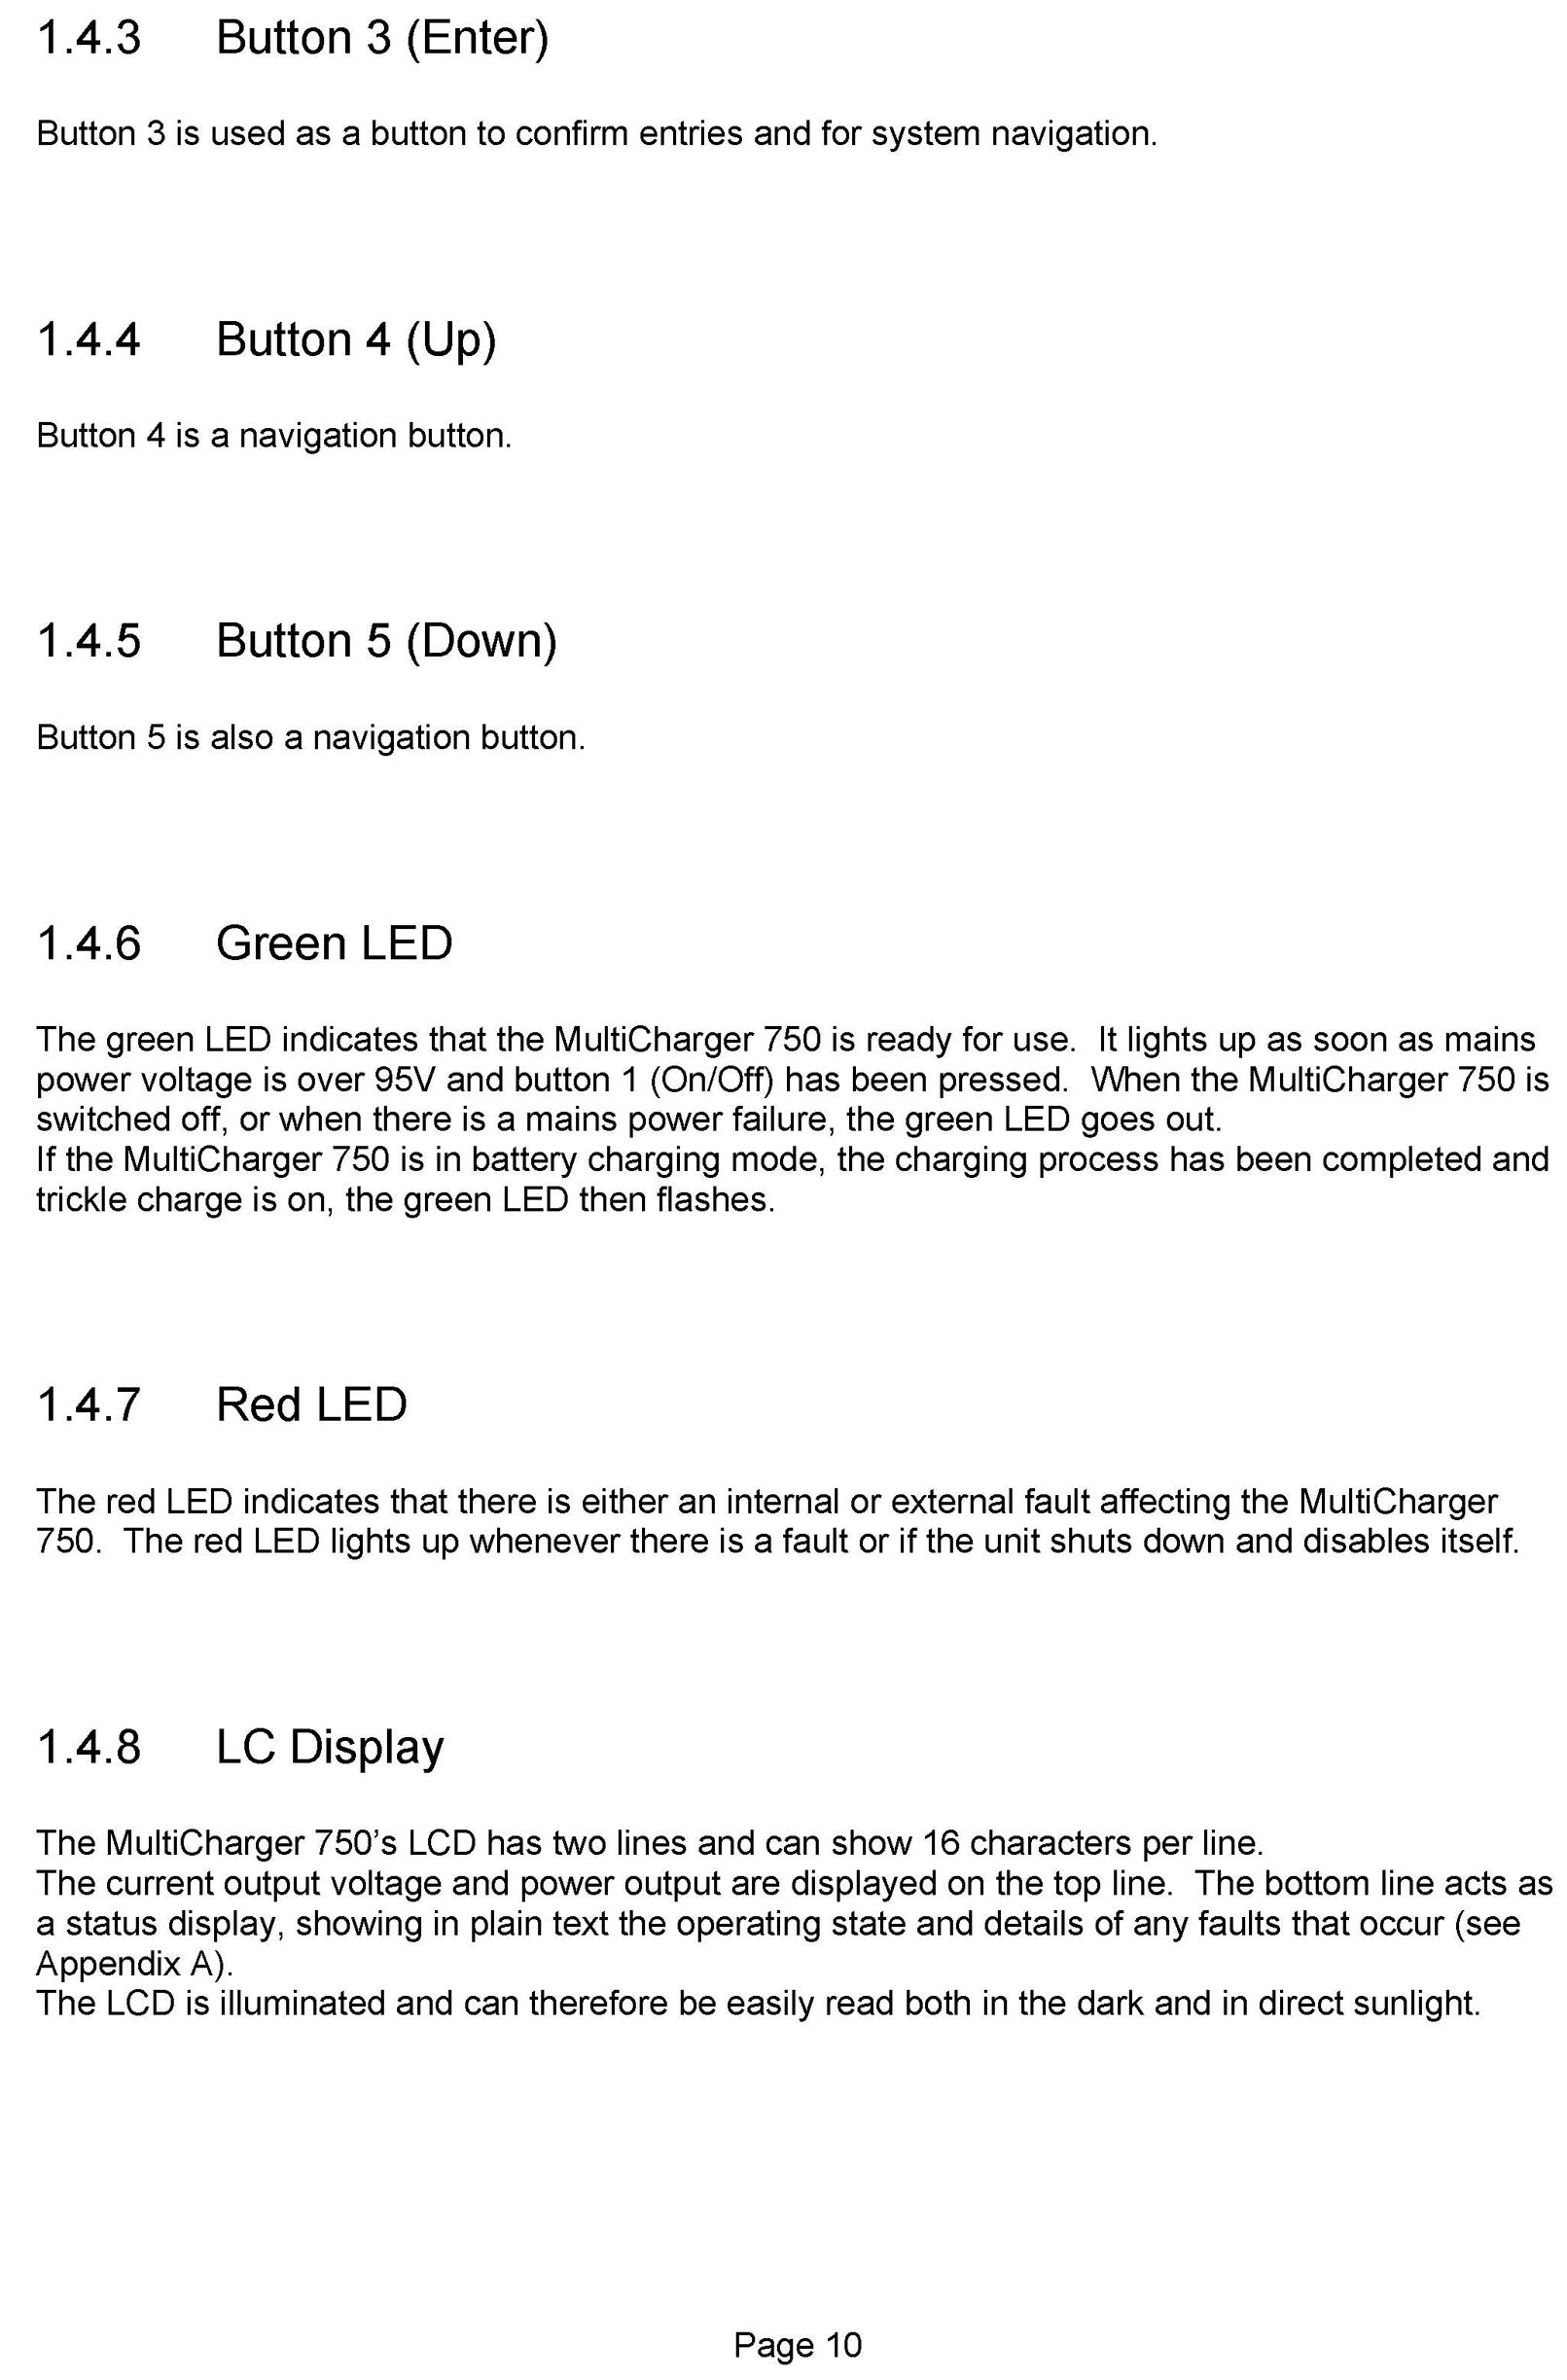 1.4.3 Button 3 (Enter)
Button 3 is used as a button to confirm entries and for system navigation.
1.4.4 Button 4 (Up)
Button 4 is a navigation button.
1.4.5 Button 5 (Down)
Button 5 is also a navigation button.
1.4.6 Green LED
The green LED indicates that the MultiCharger 750 is ready for use. It lights up as soon as mains
power voltage is over 95V and button 1 (On/Off) has been pressed. When the MultiCharger 750 is
switched off, or when there is a mains power failure, the green LED goes out.
If the MultiCharger 750 is in battery charging mode, the charging process has been completed and
trickle charge is on, the green LED then flashes.
1.4.7 Red LED
The red LED indicates that there is either an internal or external fault affecting the MultiCharger
750. The red LED lights up whenever there is a fault or if the unit shuts down and disables itself.
1.4.8 LC Display
The MultiCharger 750’s LCD has two lines and can show 16 characters per line.
The current output voltage and power output are displayed on the top line. The bottom line acts as
a status display, showing in plain text the operating state and details of any faults that occur (see
Appendix A).
The LCD is illuminated and can therefore be easily read both in the dark and in direct sunlight.
Page 10